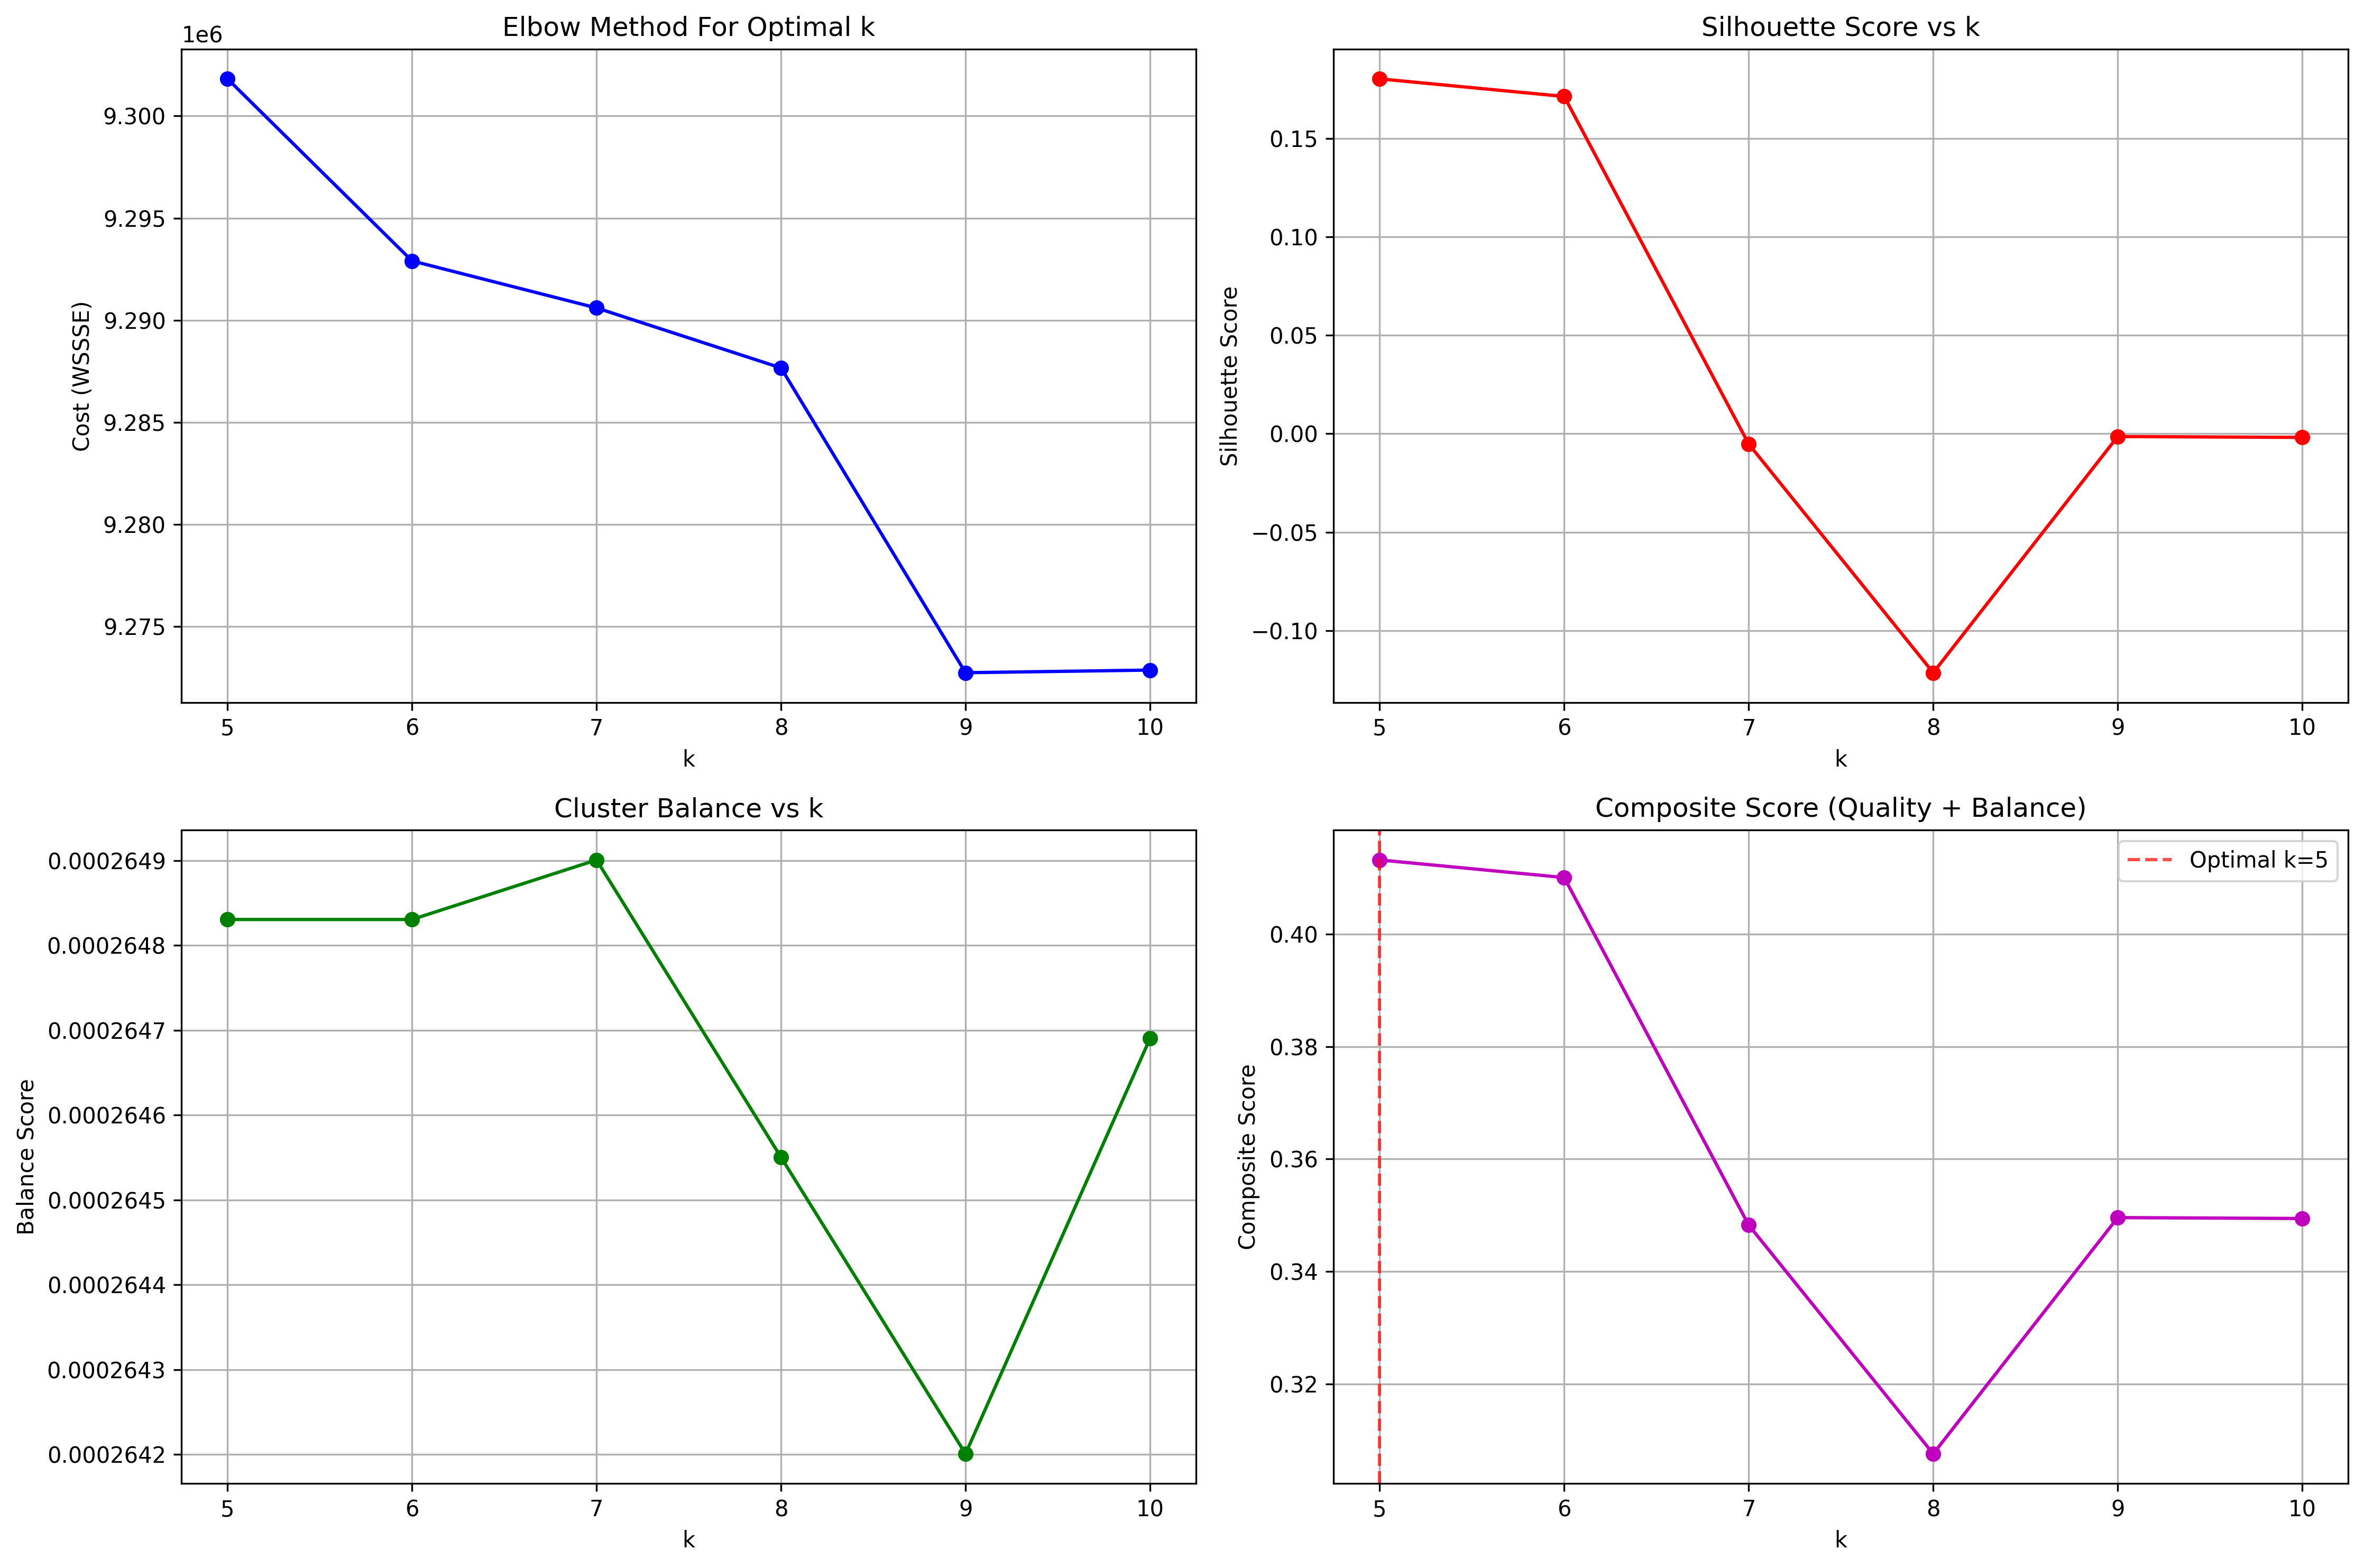 Elbow Method For Optimal k
1e6
9.300
9.295
9.290
9.285
9.280
9.275
Cost (WSSSE)
5 6 7 8 9 10
k
Silhouette Score vs k
0.15
0.10
0.05
0.00
−0.05
−0.10
Silhouette Score
5 6 7 8 9 10
k
Cluster Balance vs k
0.0002649
0.0002648
0.0002647
0.0002646
0.0002645
0.0002644
0.0002643
0.0002642
Balance Score
5 6 7 8 9 10
k
Composite Score (Quality + Balance)
Optimal k=5
0.40
0.38
0.36
0.34
0.32
Composite Score
5 6 7 8 9 10
k